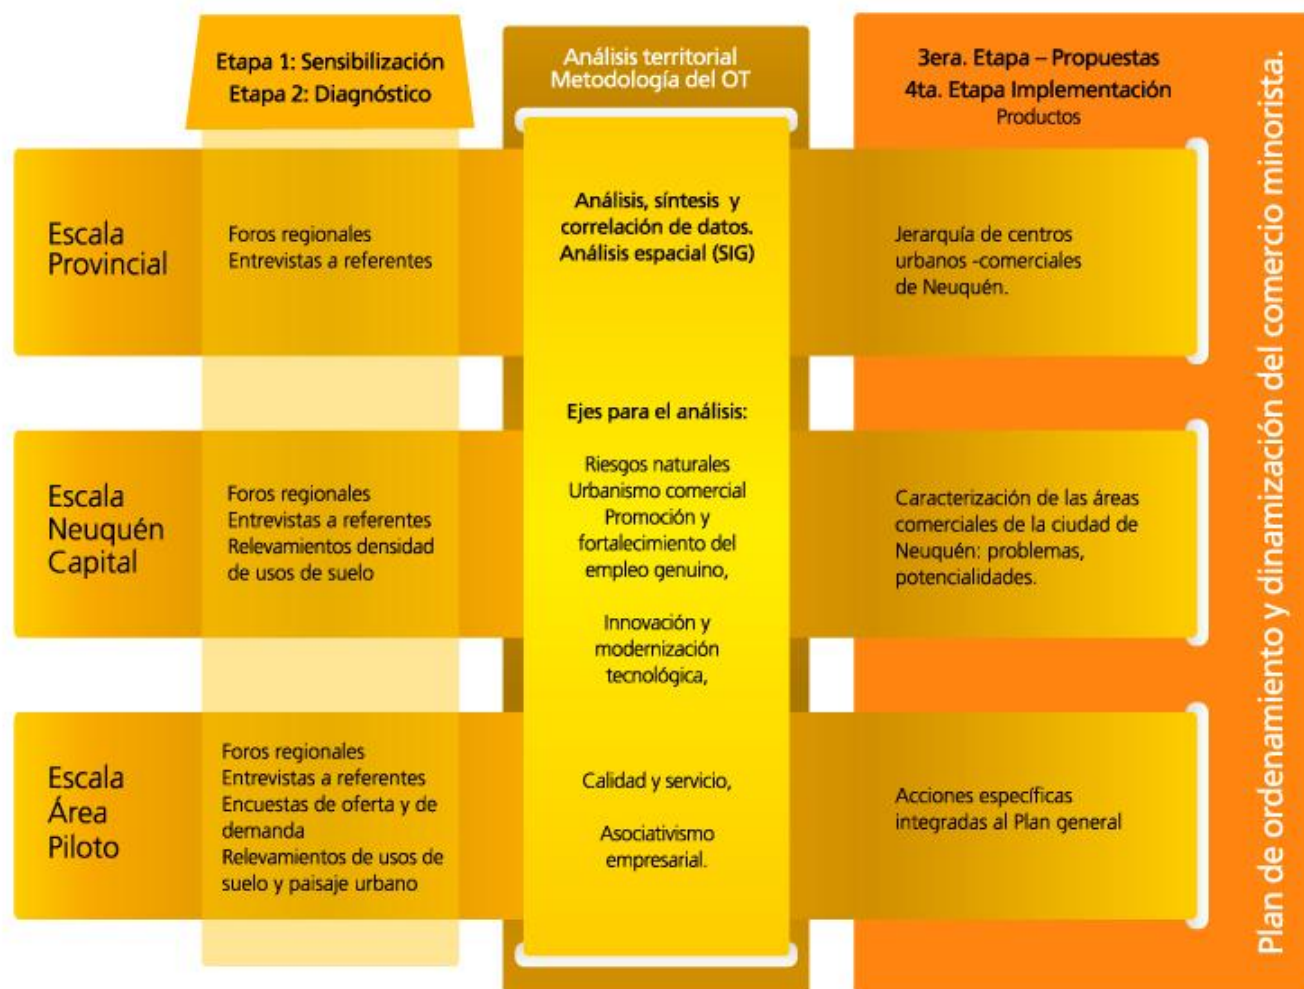 Etapa 1: Sensibilización
Etapa 2: Diagnóstico
Análisis territorial
Metodología del OT
3era. Etapa – Propuestas
4ta. Etapa Implementación
Productos
Escala
Provincial
Foros regionales
Entrevistas a referentes
Análisis, síntesis y
correlación de datos.
Análisis espacial (SIG)
Jerarquía de centros
urbanos -comerciales
de Neuquén.
Escala
Neuquén
Capital
Foros regionales
Entrevistas a referentes
Relevamientos densidad
de usos de suelo
Ejes para el análisis:
Riesgos naturales
Urbanismo comercial
Promoción y
fortalecimiento del
empleo genuino,
Innovación y
modernización
tecnológica,
Caracterización de las áreas
comerciales de la ciudad de
Neuquén: problemas,
potencialidades.
Escala
Área
Piloto
Foros regionales
Entrevistas a referentes
Encuestas de oferta y de
demanda
Relevamientos de usos de
suelo y paisaje urbano
Calidad y servicio,
Asociativismo
empresarial.
Acciones específicas
integradas al Plan general
Plan de ordenamiento y dinamización del comercio minorista.